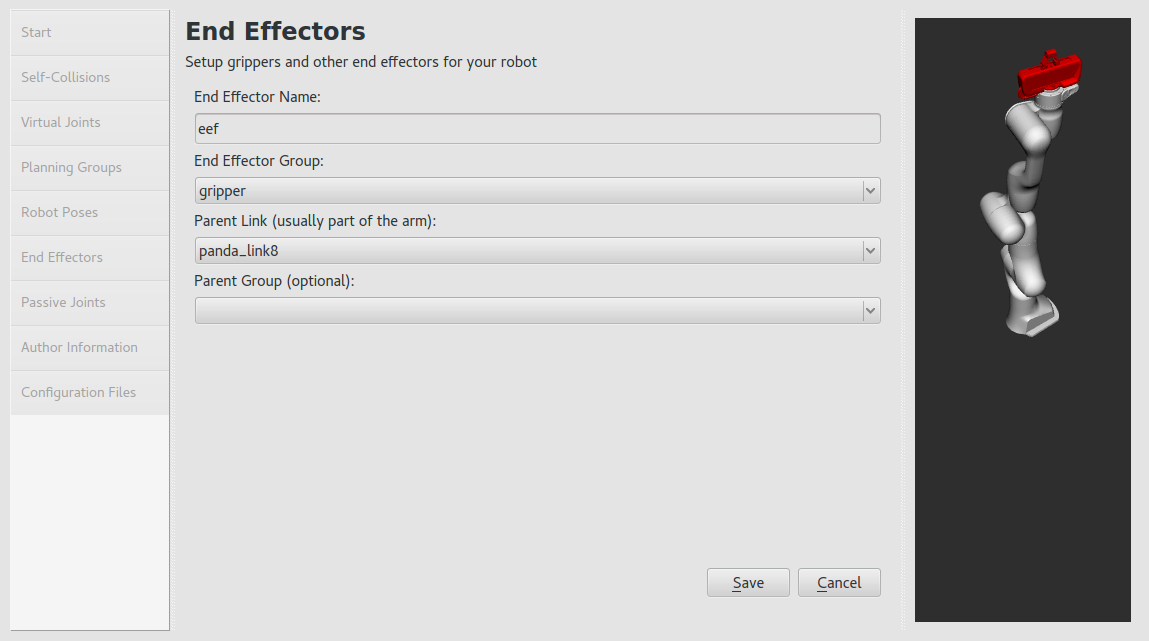 Start
Self-Collisions
Virtual Joints
Planning Groups
Robot Poses
End Effectors
Passive Joints
Author Information
Configuration Files
End Effectors
Setup grippers and other end effectors for your robot
End Effector Name:
eef
End Effector Group:
gripper
Parent Link (usually part of the arm):
panda_link8
Parent Group (optional):
Save
Cancel